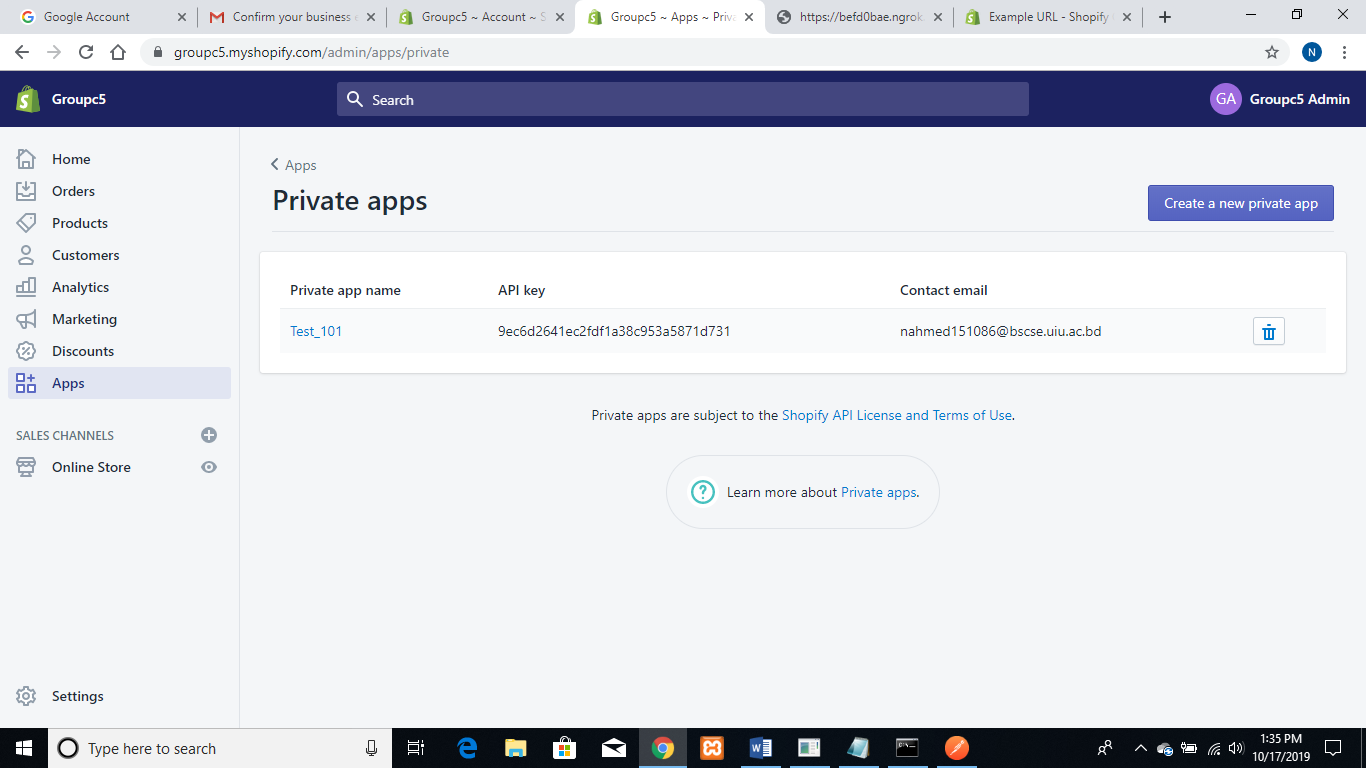 Google Account
Confirm your business
Groupc5 ~ Account ~ S
Groupc5 ~ Apps ~ Priva
https://befd0bae.ngrok
Example URL - Shopify
groupc5.myshopify.com/admin/apps/private
N
Groupc5
Search
GA
Groupc5 Admin
Home
Orders
Products
Customers
Analytics
Marketing
Discounts
Apps
SALES CHANNELS
Online Store
Settings
Apps
Private apps
Create a new private app
Private app name API key Contact email
Test_101 9ec6d2641ec2fdf1a38c953a5871d731 nahmed151086@bscse.uiu.ac.bd
Private apps are subject to the Shopify API License and Terms of Use.
Learn more about Private apps.
Type here to search
1:35 PM
10/17/2019